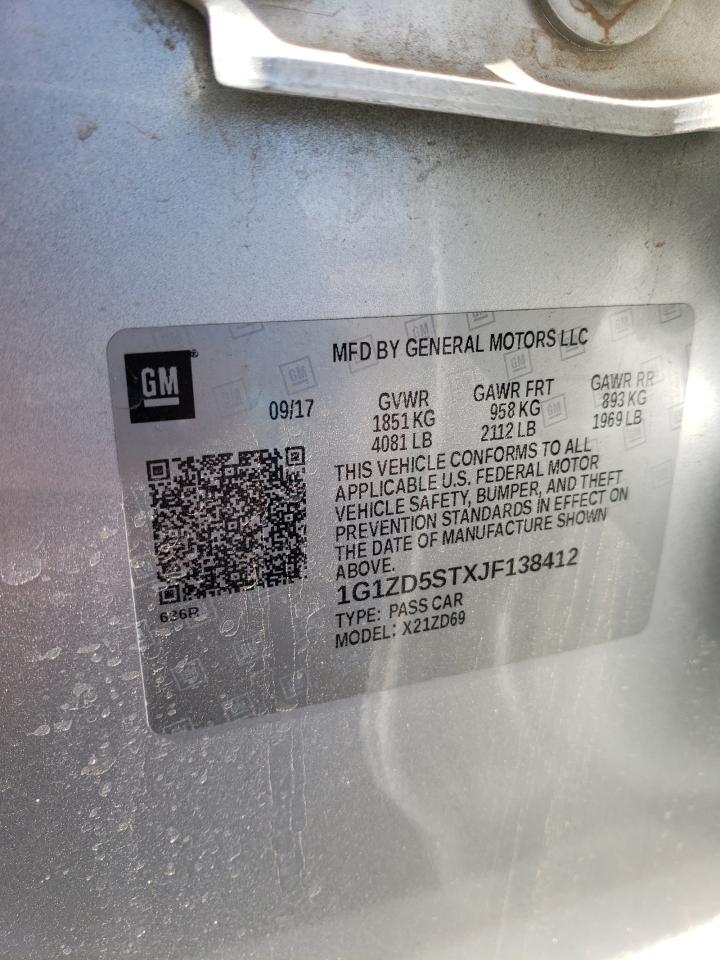 MFD BY GENERAL MOTORS LLC
GM
®
09/17
GVWR
1851 KG
4081 LB
GAWR FRT
958 KG
2112 LB
GAWR RR
893 KG
1969 LB
THIS VEHICLE CONFORMS TO ALL
APPLICABLE U.S. FEDERAL MOTOR
VEHICLE SAFETY, BUMPER, AND THEFT
PREVENTION STANDARDS IN EFFECT ON
THE DATE OF MANUFACTURE SHOWN
ABOVE.
1G1ZD5STXJF138412
TYPE: PASS CAR
MODEL: X21ZD69
636R